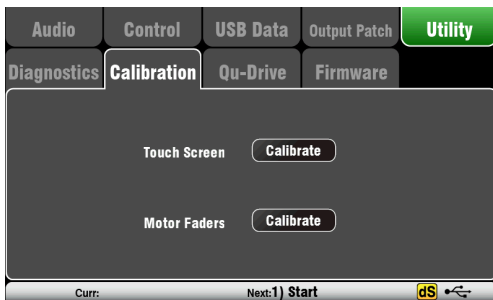 Audio Control USB Data Output Patch Utility
Diagnostics Calibration Qu-Drive Firmware
Touch Screen Calibrate
Motor Faders Calibrate
Curr: Next:1) Start dS